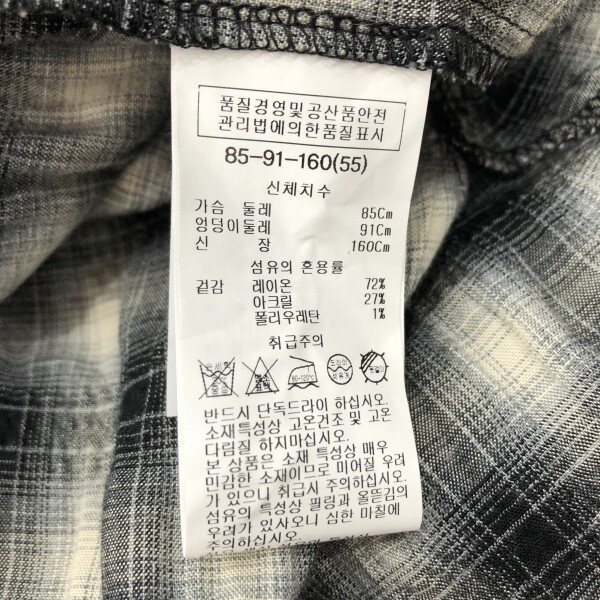 품질경영및공산품안전
관리법에의한품질표시
85-91-160(55)
신체치수
가슴 둘레 85Cm
엉덩이둘레 91Cm
신 장 160Cm
섬유의 혼용률
겉감 레이온 72%
아크릴 27%
폴리우레탄 1%
취급주의
반드시 단독드라이 하십시오.
소재특성상 고온건조 및 고온
다림질 하지마십시오.
본 상품은 소재 특성상 매우
미감한 소재이므로 미어질 우려
가 있으니 취급시 주의하십시오.
섬유의 특성상 필링과 올뜯김의
우려가 있사오니 심한 마찰에
주의하십시오.